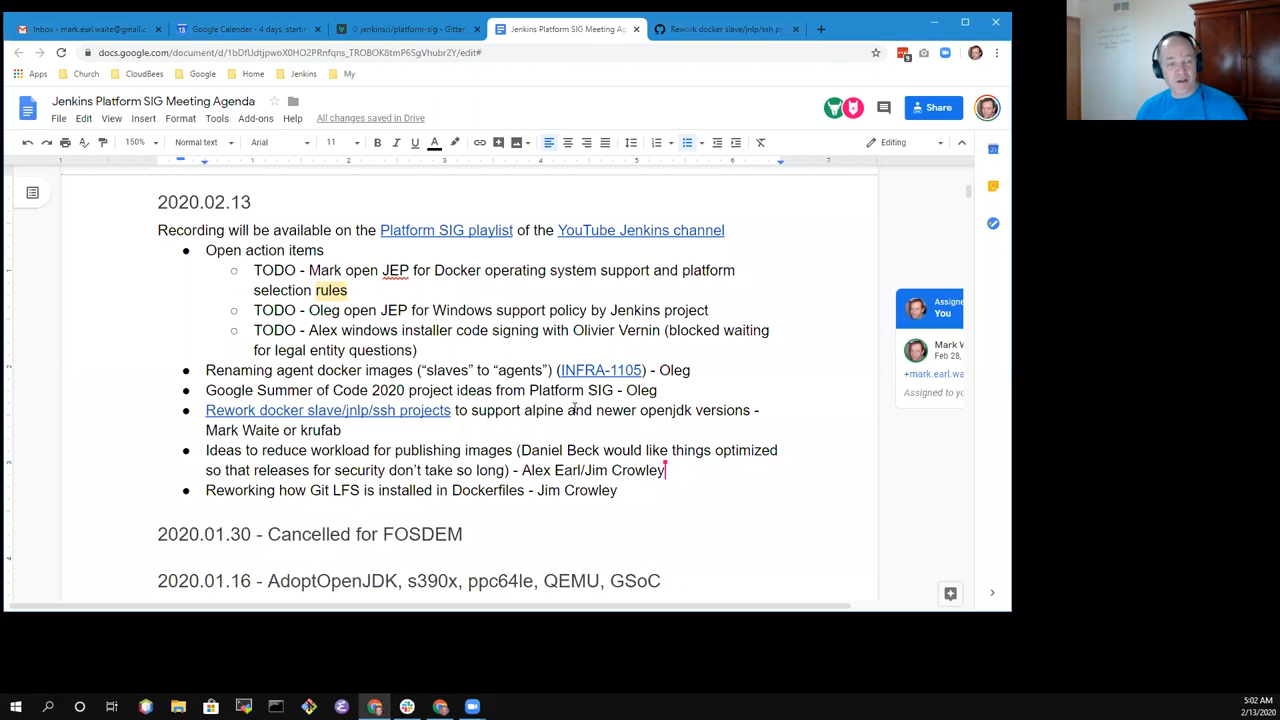 Inbox - mark.earl.waite@gmail.c
Google Calendar - 4 days, startin
jenkinsci/platform-sig - Gitter
Jenkins Platform SIG Meeting Ag
Rework docker slave/jnlp/ssh pr
docs.google.com/document/d/1bDfUdtjpwoX0HO2PRnfqns_TROBOK8tmP6SgVhubr2Y/edit#
Apps Church CloudBees Google Home Jenkins My
Jenkins Platform SIG Meeting Agenda
Share
File Edit View Insert Format Tools Add-ons Help All changes saved in Drive
150% Normal text Arial 11 B I U A Editing
1 1 2 3 4 5 6 7
2020.02.13
Recording will be available on the Platform SIG playlist of the YouTube Jenkins channel
● Open action items
○ TODO - Mark open JEP for Docker operating system support and platform
selection rules
○ TODO - Oleg open JEP for Windows support policy by Jenkins project
○ TODO - Alex windows installer code signing with Olivier Vernin (blocked waiting
for legal entity questions)
● Renaming agent docker images (“slaves” to “agents”) (INFRA-1105) - Oleg
● Google Summer of Code 2020 project ideas from Platform SIG - Oleg
● Rework docker slave/jnlp/ssh projects to support alpine and newer openjdk versions -
Mark Waite or krufab
● Ideas to reduce workload for publishing images (Daniel Beck would like things optimized
so that releases for security don’t take so long) - Alex Earl/Jim Crowley
● Reworking how Git LFS is installed in Dockerfiles - Jim Crowley
2020.01.30 - Cancelled for FOSDEM
2020.01.16 - AdoptOpenJDK, s390x, ppc64le, QEMU, GSoC
Assigne
You
Mark W
Feb 28,
+mark.earl.wa
Assigned to yo
5:02 AM
2/13/2020